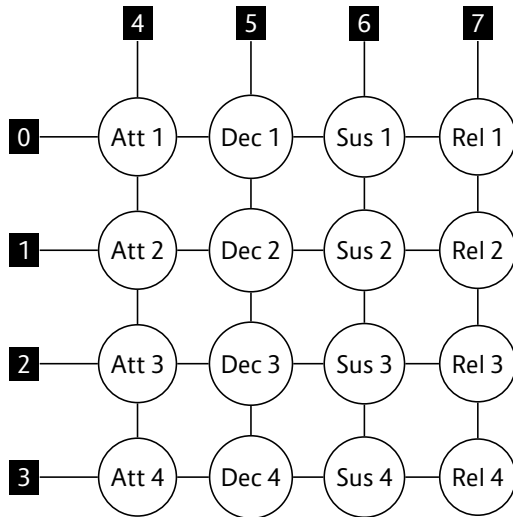 4 5 6 7
0 Att 1 Dec 1 Sus 1 Rel 1
1 Att 2 Dec 2 Sus 2 Rel 2
2 Att 3 Dec 3 Sus 3 Rel 3
3 Att 4 Dec 4 Sus 4 Rel 4